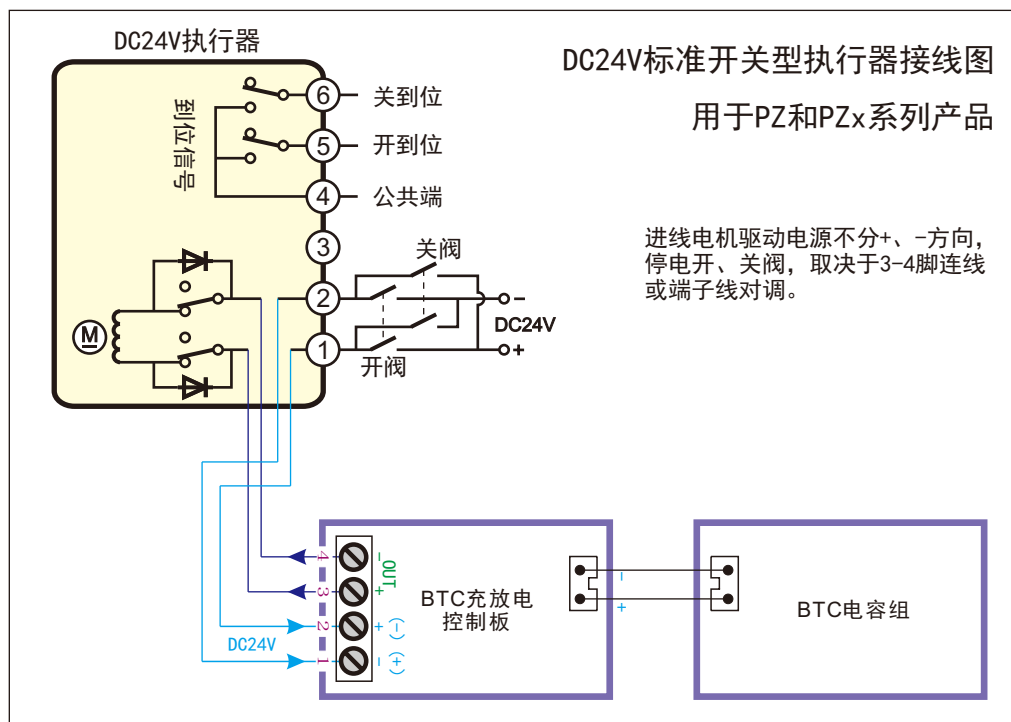 DC24V执行器
DC24V标准开关型执行器接线图
用于PZ和PZx系列产品
到位信号
6 关到位
5 开到位
4 公共端
3
2
1
关阀
开阀
-
DC24V
+
M
进线电机驱动电源不分+、-方向，
停电开、关阀，取决于3-4脚连线
或端子线对调。
4 -
OUT
3 +
2 + (-)
1 - (+)
DC24V
BTC充放电
控制板
-
+
BTC电容组